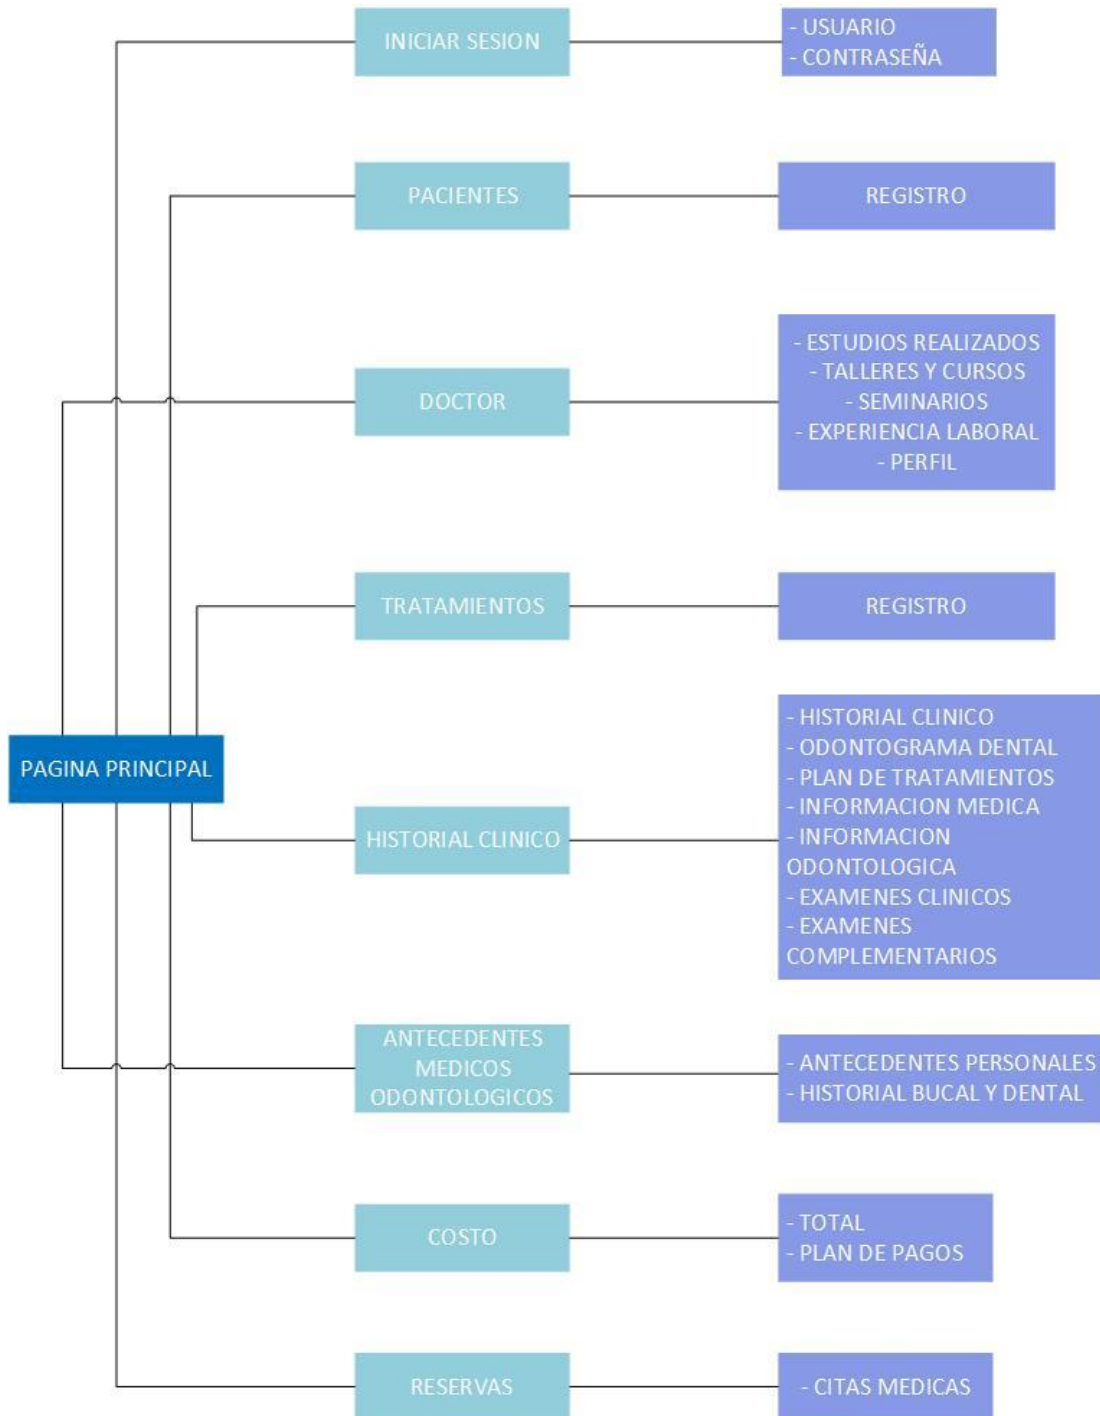 INICIAR SESION
- USUARIO
- CONTRASEÑA
PACIENTES
REGISTRO
DOCTOR
- ESTUDIOS REALIZADOS
- TALLERES Y CURSOS
- SEMINARIOS
- EXPERIENCIA LABORAL
- PERFIL
TRATAMIENTOS
REGISTRO
PAGINA PRINCIPAL
HISTORIAL CLINICO
- HISTORIAL CLINICO
- ODONTOGRAMA DENTAL
- PLAN DE TRATAMIENTOS
- INFORMACION MEDICA
- INFORMACION
ODONTOLOGICA
- EXAMENES CLINICOS
- EXAMENES
COMPLEMENTARIOS
ANTECEDENTES
MEDICOS
ODONTOLOGICOS
- ANTECEDENTES PERSONALES
- HISTORIAL BUCAL Y DENTAL
COSTO
- TOTAL
- PLAN DE PAGOS
RESERVAS
- CITAS MEDICAS